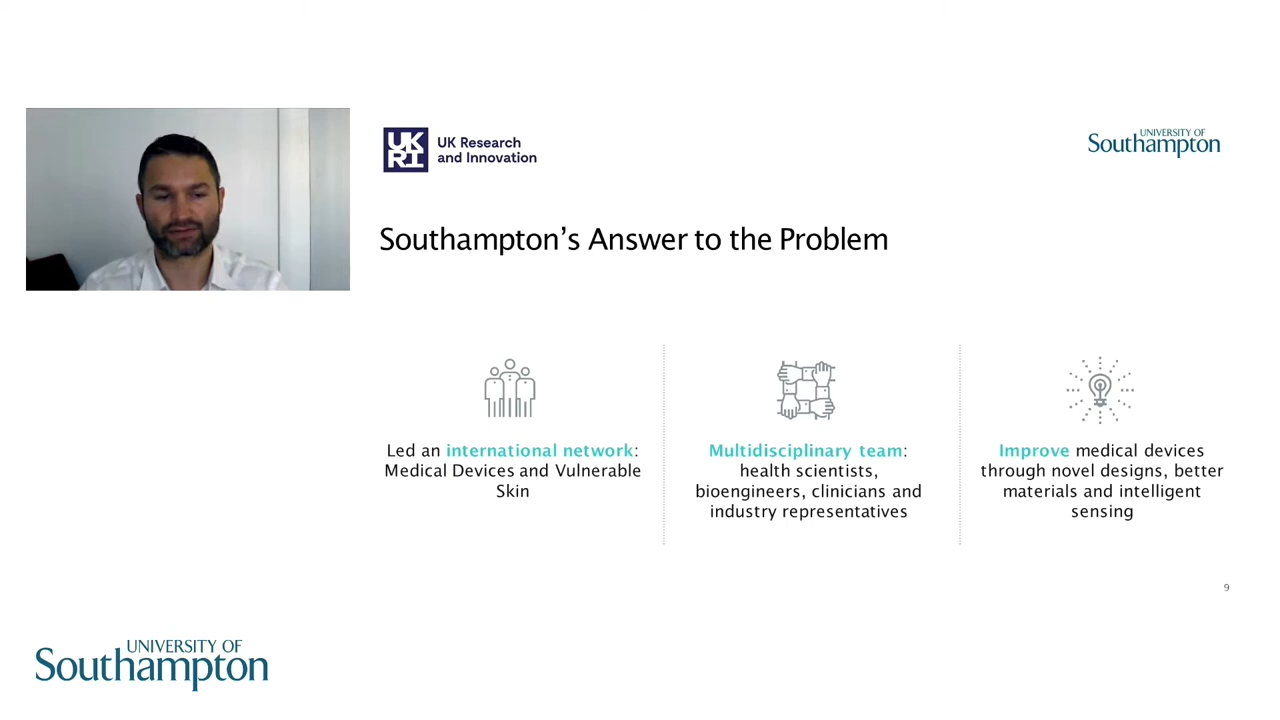 UKRI
UK Research
and Innovation
UNIVERSITY OF
Southampton
Southampton’s Answer to the Problem
Led an international network:
Medical Devices and Vulnerable
Skin
Multidisciplinary team:
health scientists,
bioengineers, clinicians and
industry representatives
Improve medical devices
through novel designs, better
materials and intelligent
sensing
9
UNIVERSITY OF
Southampton